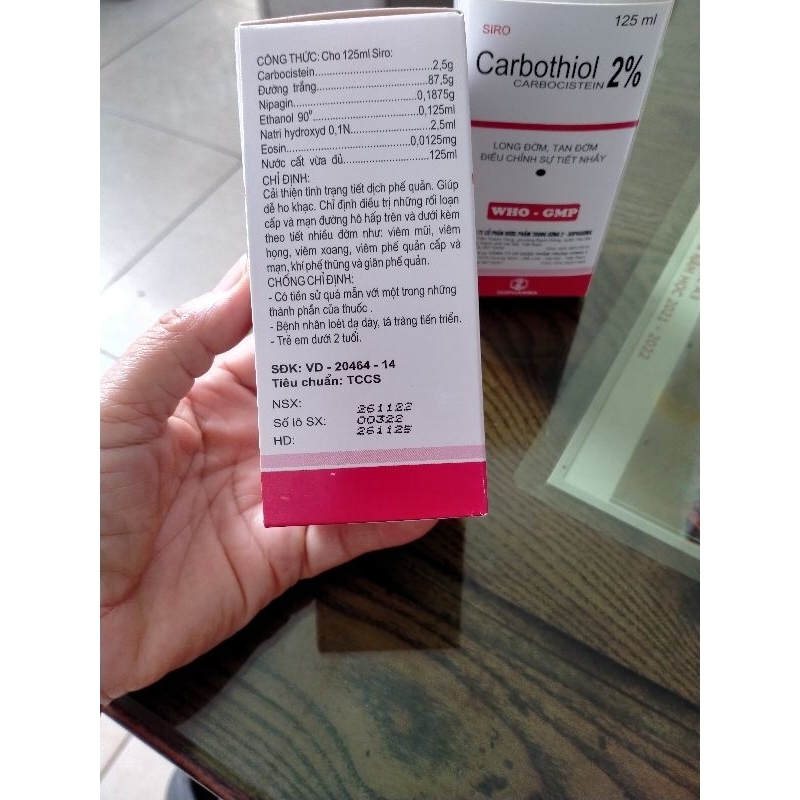 CÔNG THỨC: Cho 125ml Siro:
Carbocistein...........................2,5g
Đường trắng............................87,5g
Nipagin................................0,1875g
Ethanol 90⁰............................0,125ml
Natri hydroxyd 0,1N....................2,5ml
Eosin..................................0,0125mg
Nước cất vừa đủ........................125ml
CHỈ ĐỊNH:
Cải thiện tình trạng tiết dịch phế quản. Giúp
dễ ho khạc. Chỉ định điều trị những rối loạn
cấp và mạn đường hô hấp trên và dưới kèm
theo tiết nhiều đờm như: viêm mũi, viêm
họng, viêm xoang, viêm phế quản cấp và
mạn, khí phế thũng và giãn phế quản.
CHỐNG CHỈ ĐỊNH:
- Có tiền sử quá mẫn với một trong những
thành phần của thuốc .
- Bệnh nhân loét dạ dày, tá tràng tiến triển.
- Trẻ em dưới 2 tuổi.
SĐK: VD - 20464 - 14
Tiêu chuẩn: TCCS
NSX: 261122
Số lô SX: 00322
HD: 261125
SIRO
125 ml
Carbothiol 2%
CARBOCISTEIN
LONG ĐỜM, TAN ĐỜM
ĐIỀU CHỈNH SỰ TIẾT NHẦY
WHO - GMP
HỌC 2021 - 2022